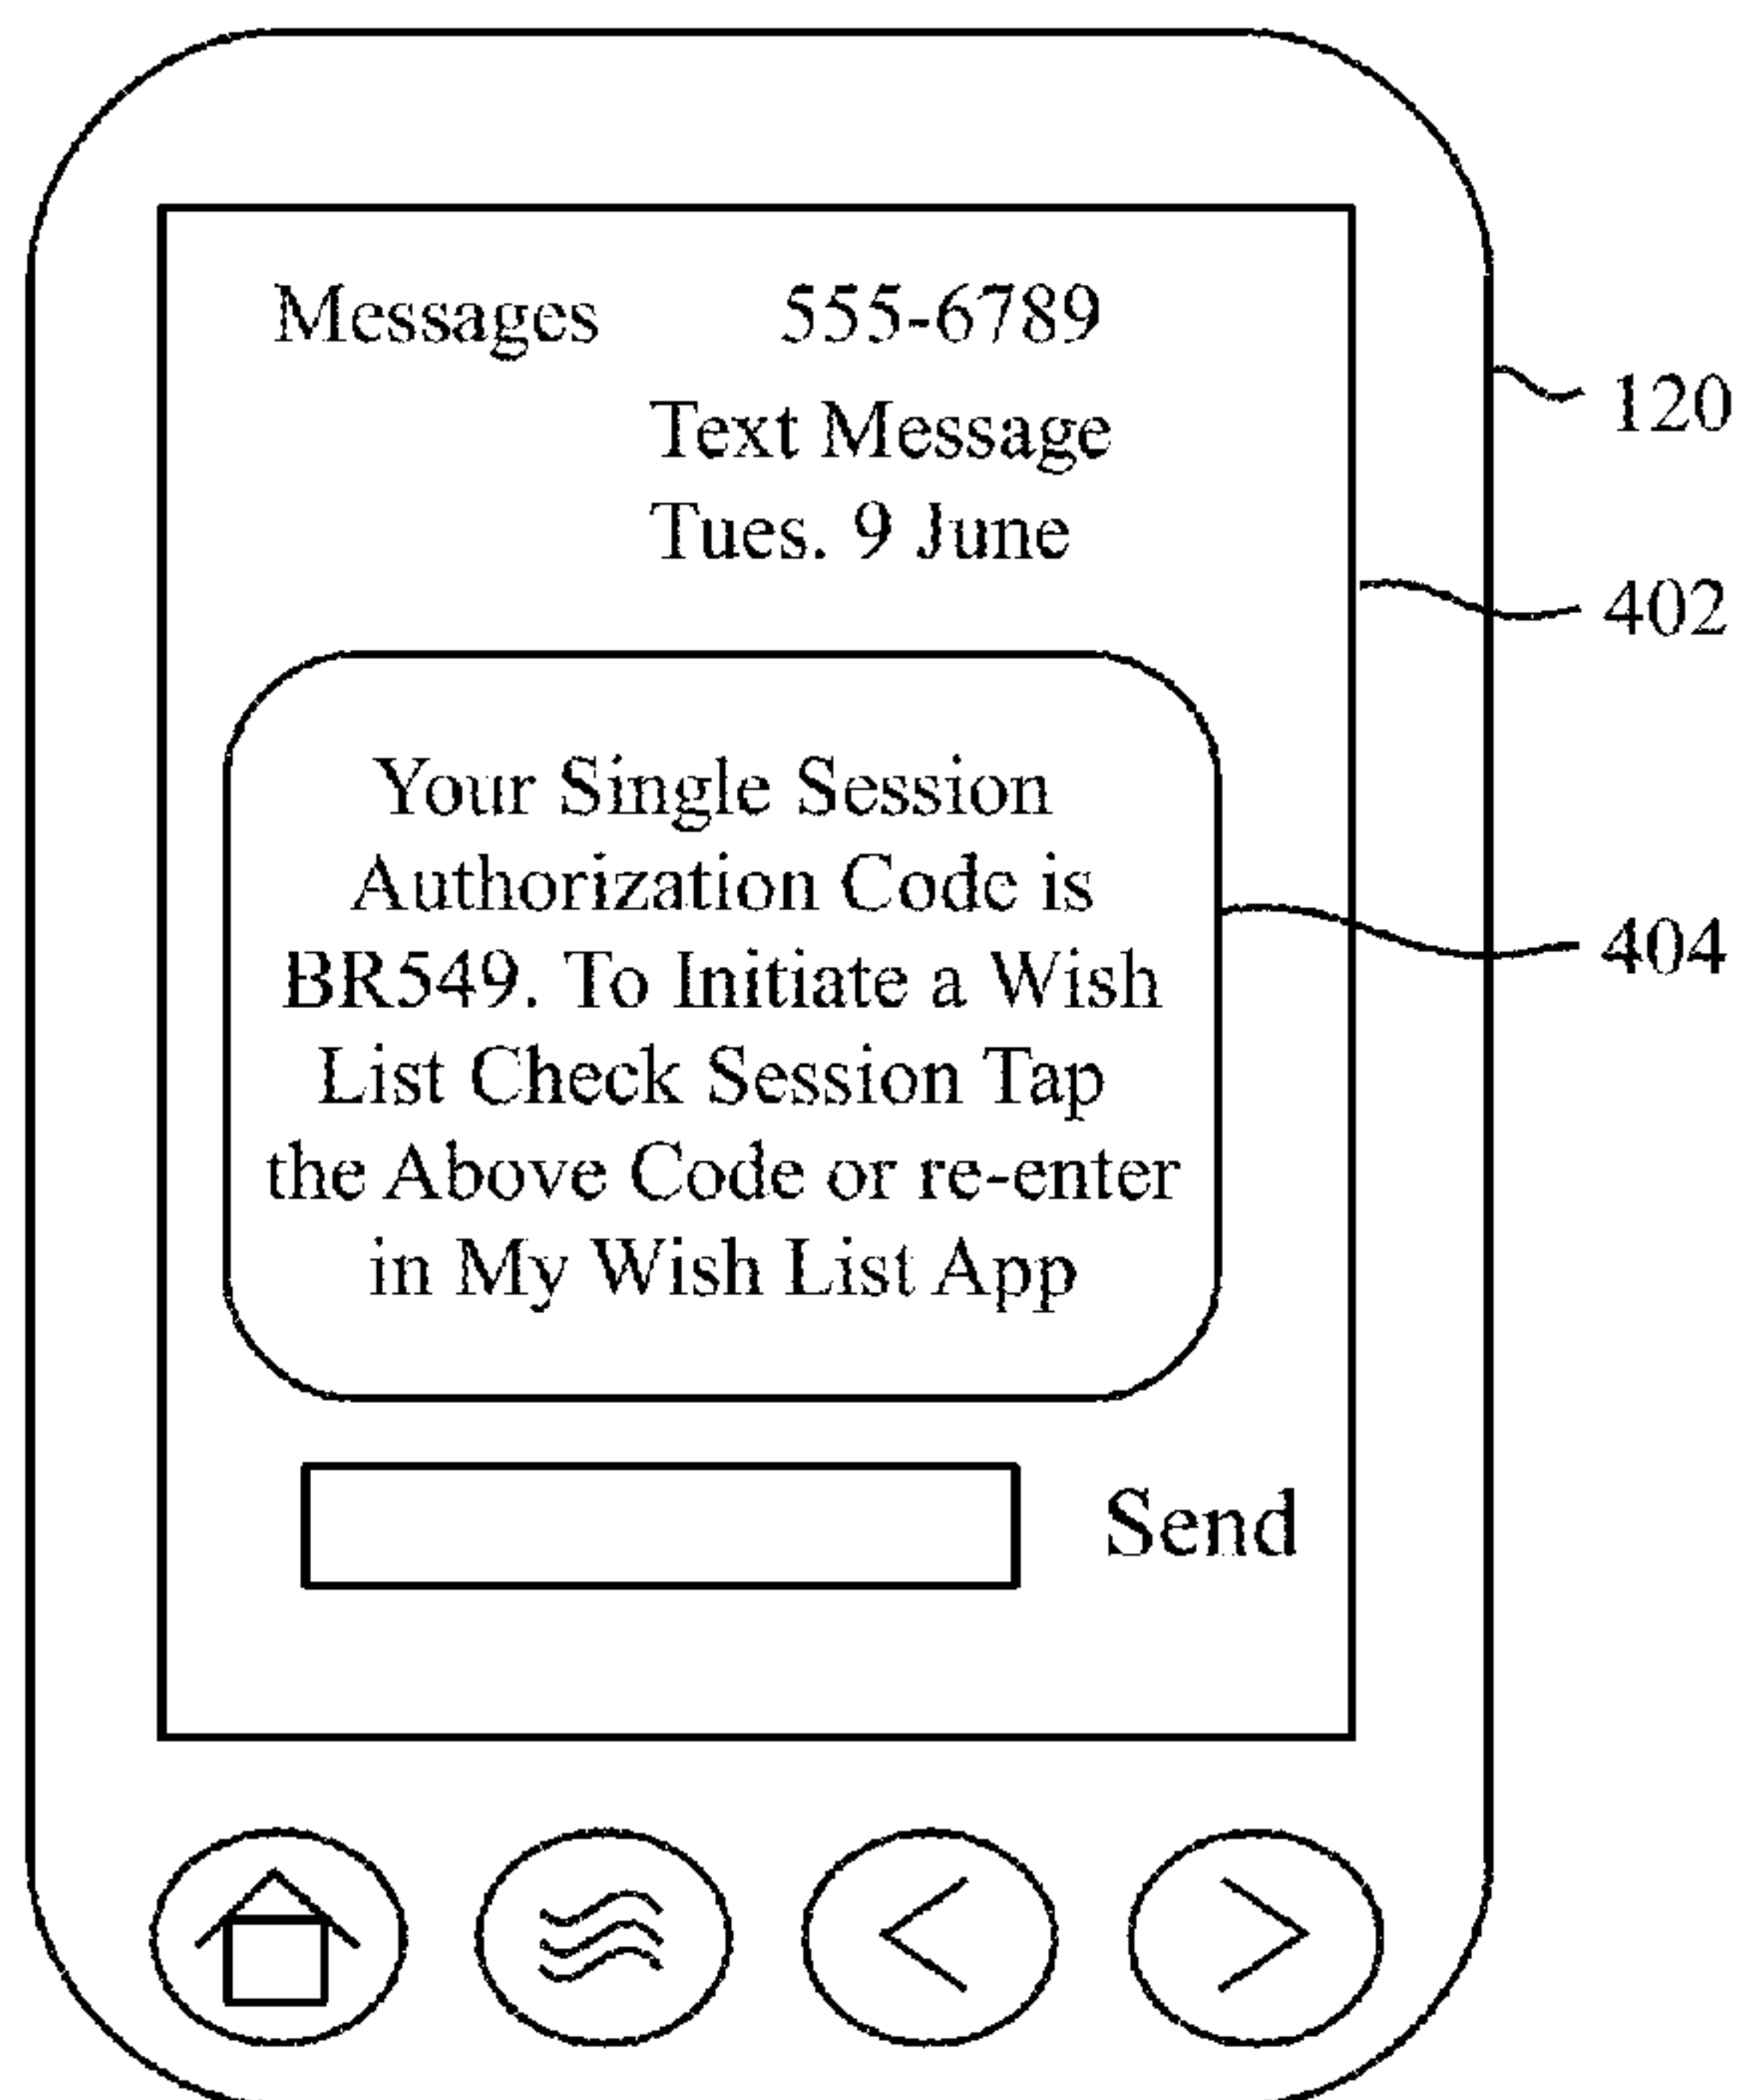 Messages 555-6789
Text Message
Tues. 9 June
120
402
Your Single Session
Authorization Code is
BR549. To Initiate a Wish
List Check Session Tap
the Above Code or re-enter
in My Wish List App
404
Send